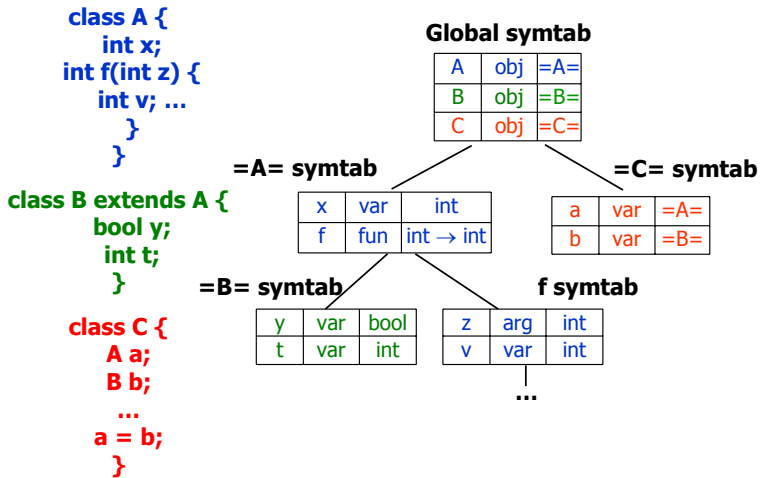 class A {
int x;
int f(int z) {
int v; ...
}
}
class B extends A {
bool y;
int t;
}
class C {
A a;
B b;
...
a = b;
}
Global symtab
A obj =A=
B obj =B=
C obj =C=
=A= symtab
x var int
f fun int → int
=C= symtab
a var =A=
b var =B=
=B= symtab
y var bool
t var int
f symtab
z arg int
v var int
...